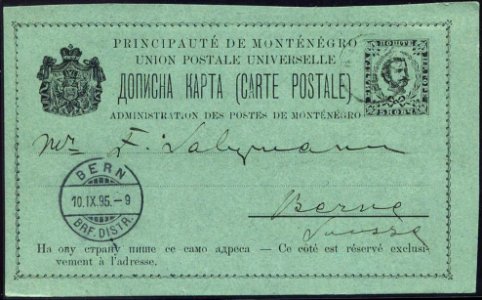 PRINCIPAUTÉ DE MONTÉNÉGRO
UNION POSTALE UNIVERSELLE
ДОПИСНА КАРТА (CARTE POSTALE)
ADMINISTRATION DES POSTES DE MONTÉNÉGRO
F.
BERN
10.IX.95.–9
BRF. DISTR.
Berne
Suisse
На ову страну пише се само адреса — Ce côté est réservé exclusi-
vement à l'adresse.